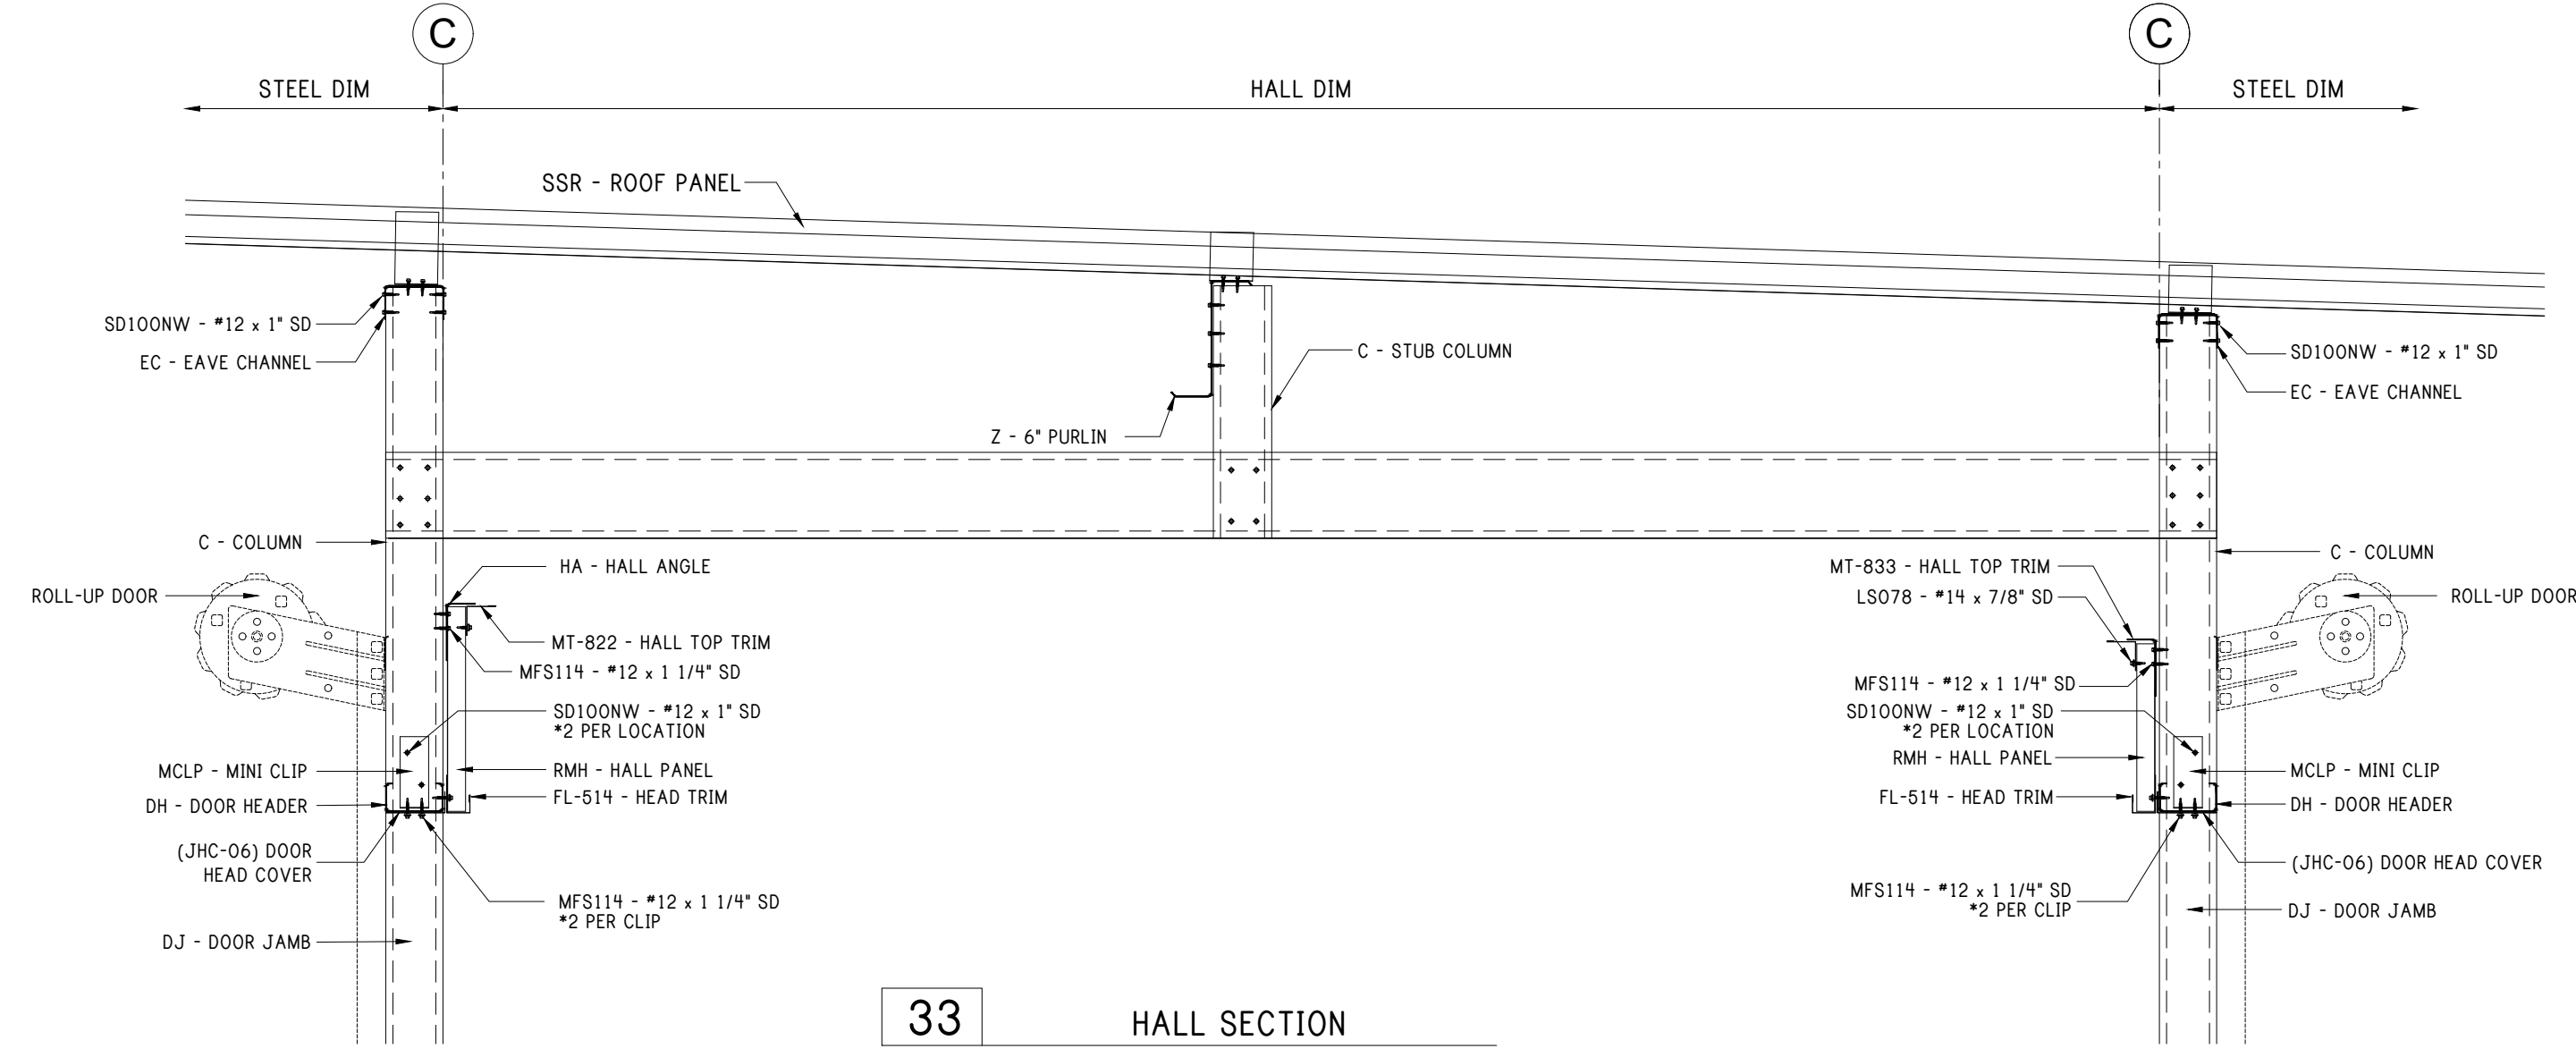 C
C
STEEL DIM
HALL DIM
STEEL DIM
SSR - ROOF PANEL
SD100NW - #12 x 1" SD
EC - EAVE CHANNEL
C - STUB COLUMN
Z - 6" PURLIN
SD100NW - #12 x 1" SD
EC - EAVE CHANNEL
C - COLUMN
ROLL-UP DOOR
HA - HALL ANGLE
MT-822 - HALL TOP TRIM
MFS114 - #12 x 1 1/4" SD
SD100NW - #12 x 1" SD
*2 PER LOCATION
MCLP - MINI CLIP
RMH - HALL PANEL
DH - DOOR HEADER
FL-514 - HEAD TRIM
(JHC-06) DOOR
HEAD COVER
MFS114 - #12 x 1 1/4" SD
*2 PER CLIP
DJ - DOOR JAMB
C - COLUMN
MT-833 - HALL TOP TRIM
LS078 - #14 x 7/8" SD
ROLL-UP DOOR
MFS114 - #12 x 1 1/4" SD
SD100NW - #12 x 1" SD
*2 PER LOCATION
RMH - HALL PANEL
MCLP - MINI CLIP
FL-514 - HEAD TRIM
DH - DOOR HEADER
(JHC-06) DOOR HEAD COVER
MFS114 - #12 x 1 1/4" SD
*2 PER CLIP
DJ - DOOR JAMB
33
HALL SECTION